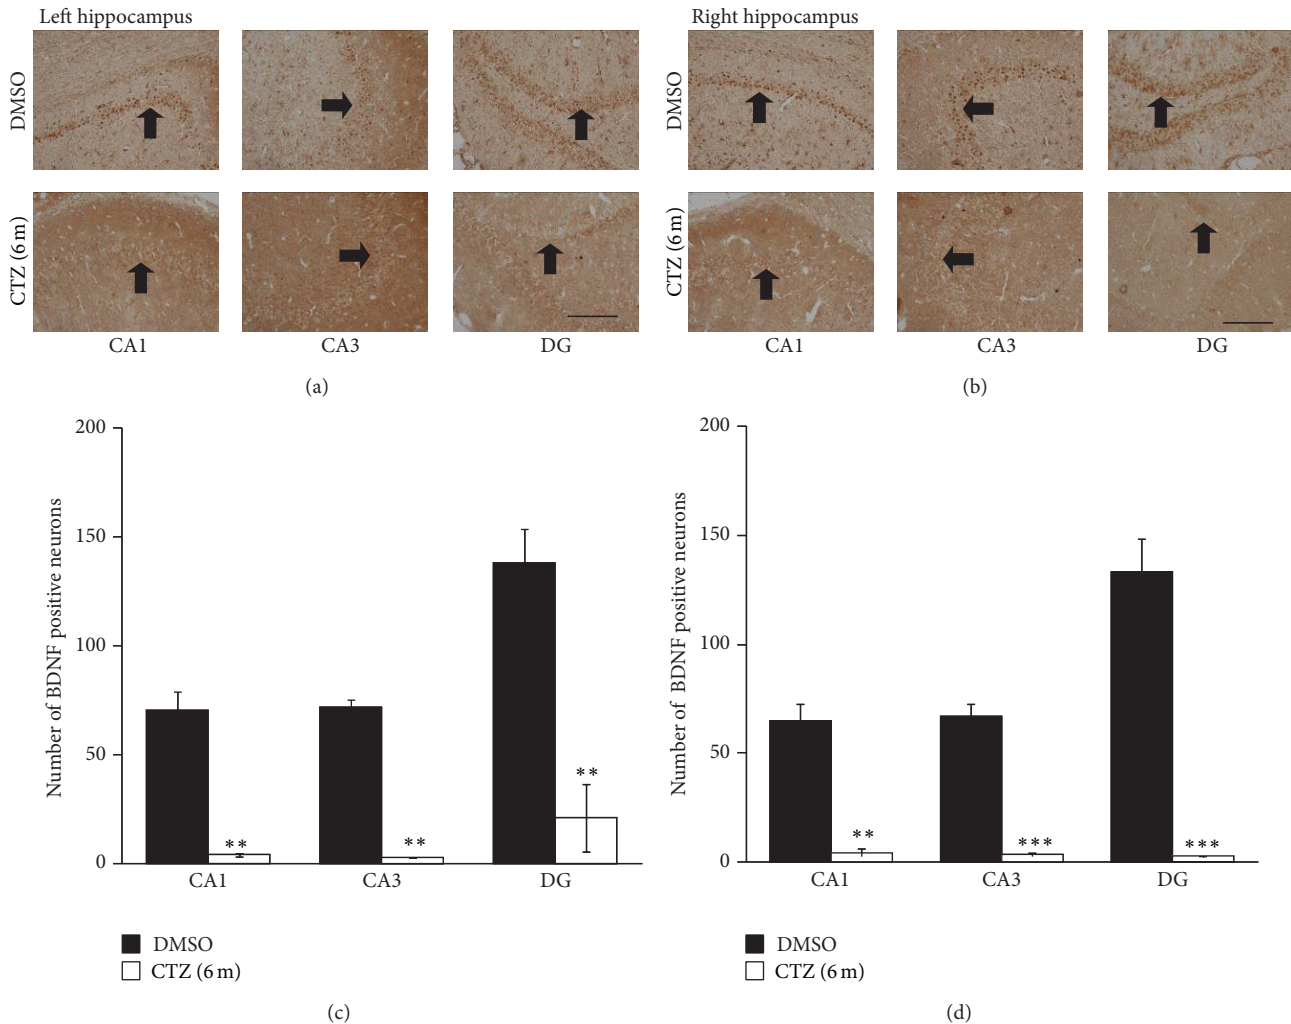 Left hippocampus
Right hippocampus
DMSO
CTZ (6 m)
CA1
CA3
DG
(a)
DMSO
CTZ (6 m)
CA1
CA3
DG
(b)
Number of BDNF positive neurons
200
150
100
50
0
**
**
**
CA1
CA3
DG
DMSO
CTZ (6 m)
(c)
Number of BDNF positive neurons
200
150
100
50
0
**
***
***
CA1
CA3
DG
DMSO
CTZ (6 m)
(d)